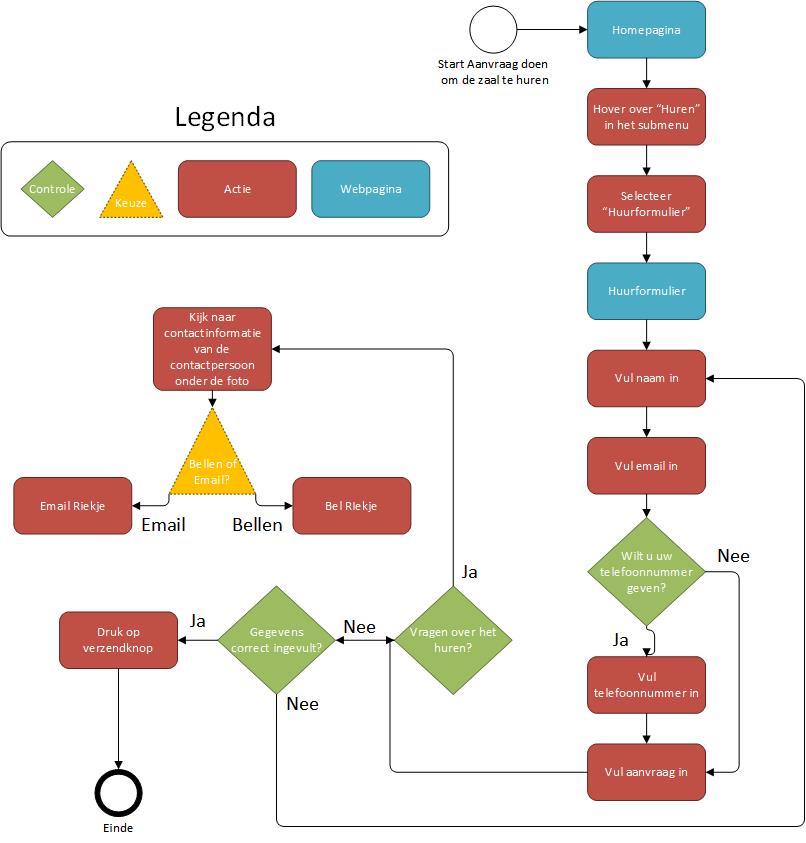 Start Aanvraag doen
om de zaal te huren
Homepagina
Hover over “Huren”
in het submenu
Legenda
Controle
Keuze
Actie
Webpagina
Selecteer
“Huurformulier”
Huurformulier
Kijk naar
contactinformatie
van de
contactpersoon
onder de foto
Vul naam in
Bellen of
Email?
Vul email in
Email Riekje
Email
Bellen
Bel RIekje
Wilt u uw
telefoonnummer
geven?
Nee
Ja
Ja
Druk op
verzendknop
Ja
Gegevens
correct ingevult?
Nee
Vragen over het
huren?
Nee
Vul
telefoonnummer in
Vul aanvraag in
Einde